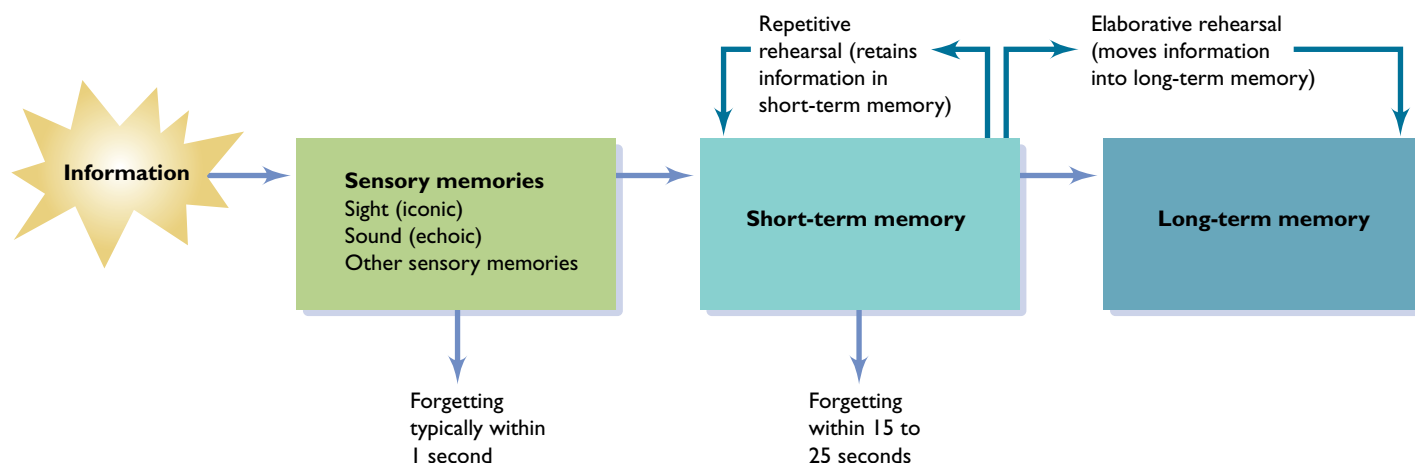 Information
Sensory memories
Sight (iconic)
Sound (echoic)
Other sensory memories
Forgetting
typically within
1 second
Repetitive
rehearsal (retains
information in
short-term memory)
Short-term memory
Forgetting
within 15 to
25 seconds
Elaborative rehearsal
(moves information
into long-term memory)
Long-term memory